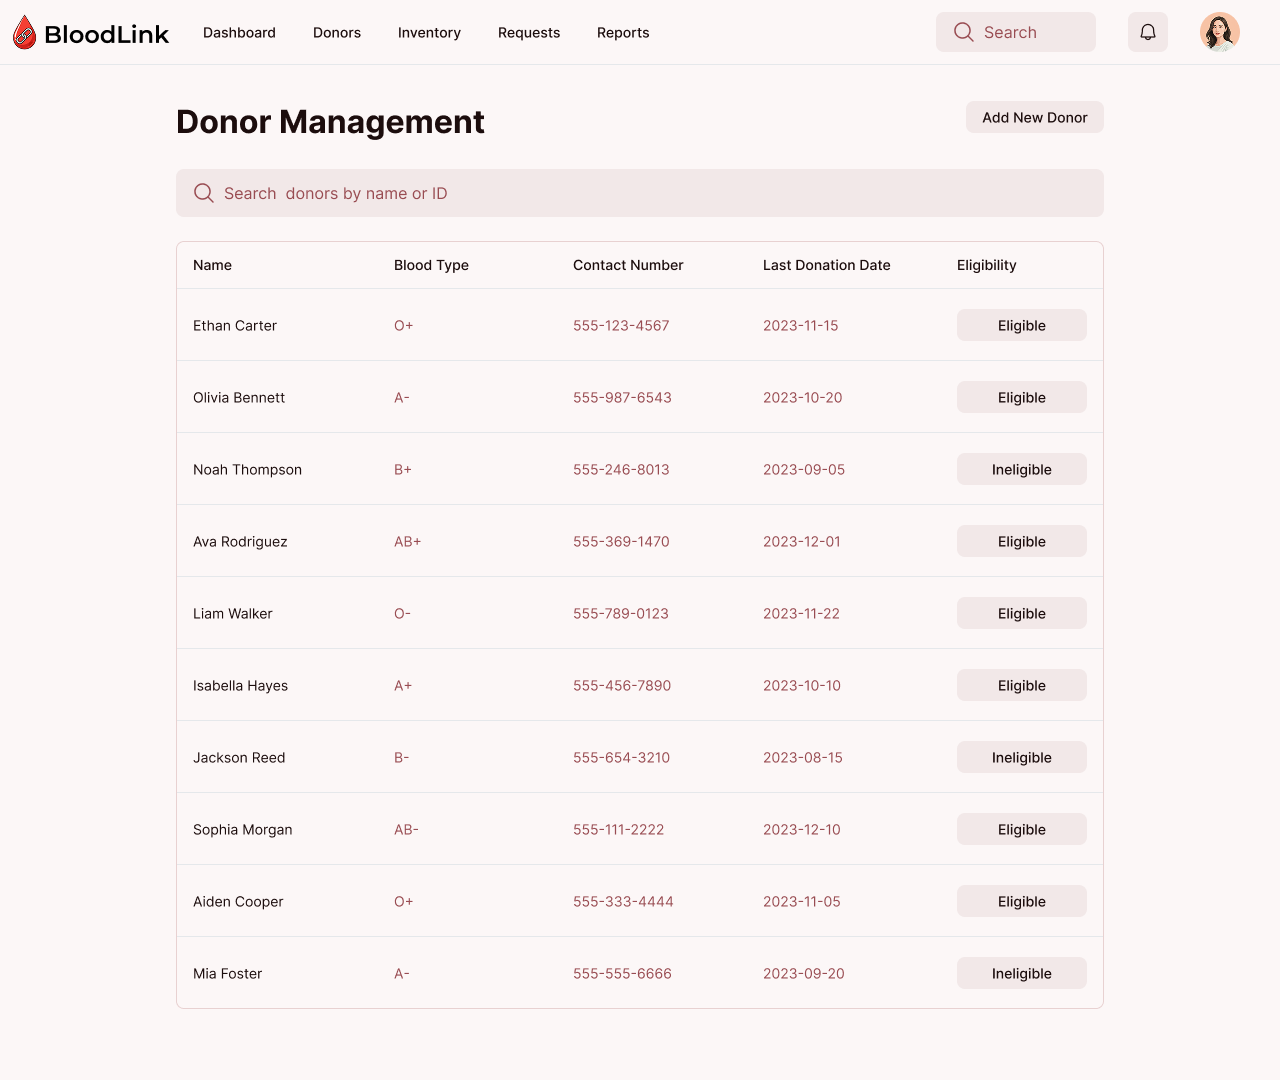 BloodLink Dashboard Donors Inventory Requests Reports Search
Donor Management Add New Donor
Search  donors by name or ID
Name Blood Type Contact Number Last Donation Date Eligibility
Ethan Carter O+ 555-123-4567 2023-11-15 Eligible
Olivia Bennett A- 555-987-6543 2023-10-20 Eligible
Noah Thompson B+ 555-246-8013 2023-09-05 Ineligible
Ava Rodriguez AB+ 555-369-1470 2023-12-01 Eligible
Liam Walker O- 555-789-0123 2023-11-22 Eligible
Isabella Hayes A+ 555-456-7890 2023-10-10 Eligible
Jackson Reed B- 555-654-3210 2023-08-15 Ineligible
Sophia Morgan AB- 555-111-2222 2023-12-10 Eligible
Aiden Cooper O+ 555-333-4444 2023-11-05 Eligible
Mia Foster A- 555-555-6666 2023-09-20 Ineligible